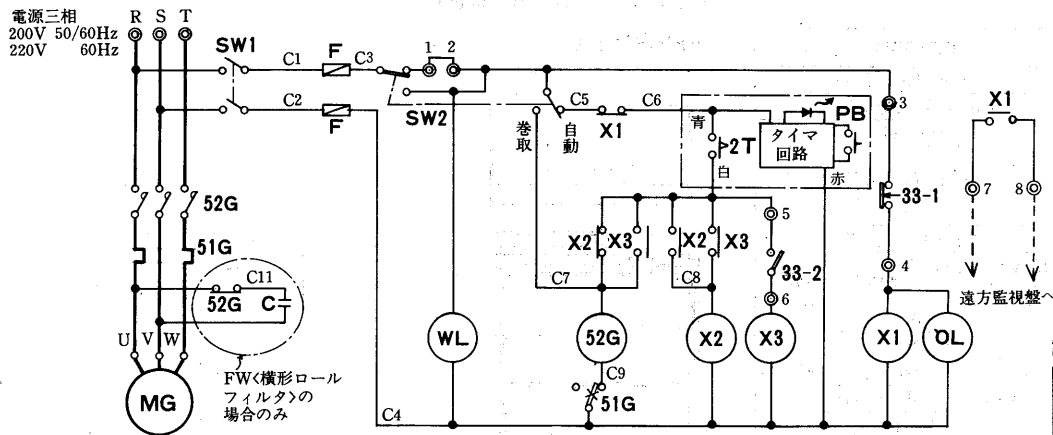 電源三相
200V 50/60Hz
220V 60Hz
R S T
SW1
C1
F
C3
1 2
C2
F
SW2
C5
C6
巻取
自動
X1
青
2T
白
タイマ
回路
PB
赤
3
X1
7
8
33-1
遠方監視盤へ
52G
51G
C11
52G
C
U V W
MG
FW<横形ロール
フィルタ>の
場合のみ
C4
WL
X2
X3
X2
X3
C7
C8
5
33-2
6
4
52G
C9
51G
X2
X3
X1
OL